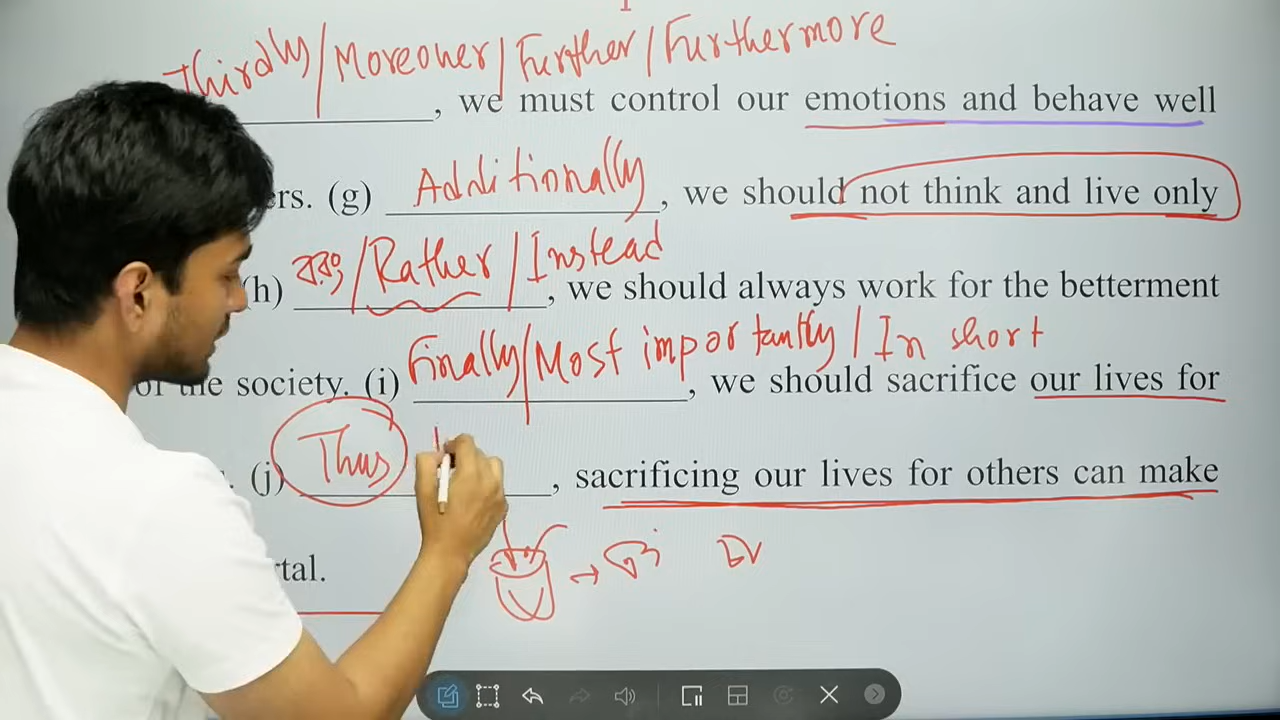 Thirdly/Moreover/Further/Furthermore
, we must control our emotions and behave well
ers. (g) Additionally, we should not think and live only
(h) বরং/Rather/Instead, we should always work for the betterment
of the society. (i) Finally/Most importantly/In short, we should sacrifice our lives for
(j) Thus, sacrificing our lives for others can make
tal.